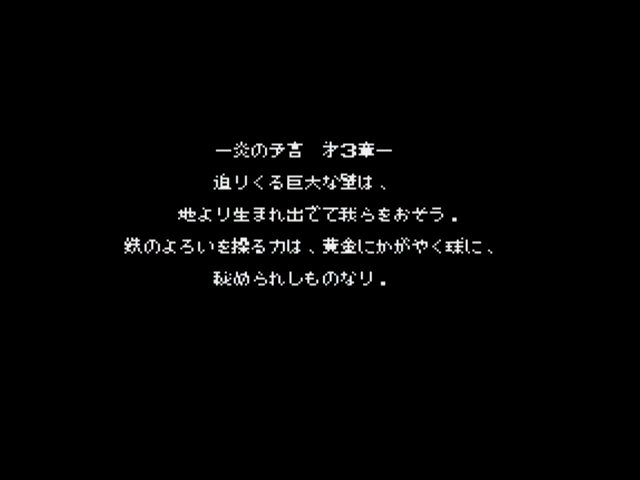 ー炎の予言　才3章ー
迫りくる巨大な壁は、
地より生まれ出でて我らをおそう。
鉄のよろいを操る力は、黄金にかがやく球に、
秘められしものなり。